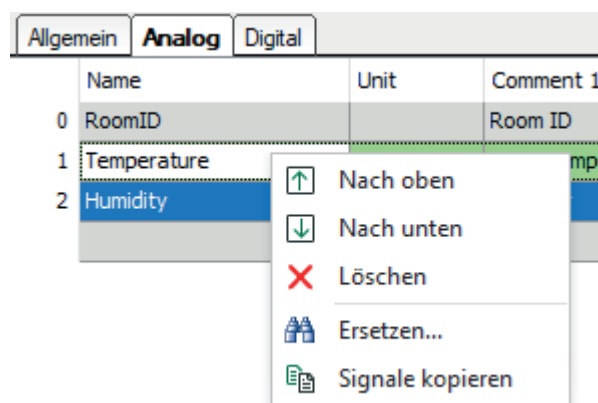 Allgemein Analog Digital
Name Unit Comment 1
0 RoomID Room ID
1 Temperature
2 Humidity
Nach oben
Nach unten
Löschen
Ersetzen...
Signale kopieren